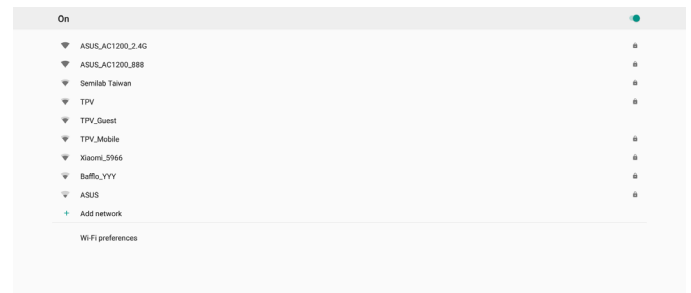 On
ASUS_AC1200_2.4G
ASUS_AC1200_888
Semilab Taiwan
TPV
TPV_Guest
TPV_Mobile
Xiaomi_5966
Bafflo_YYY
ASUS
+ Add network
Wi-Fi preferences